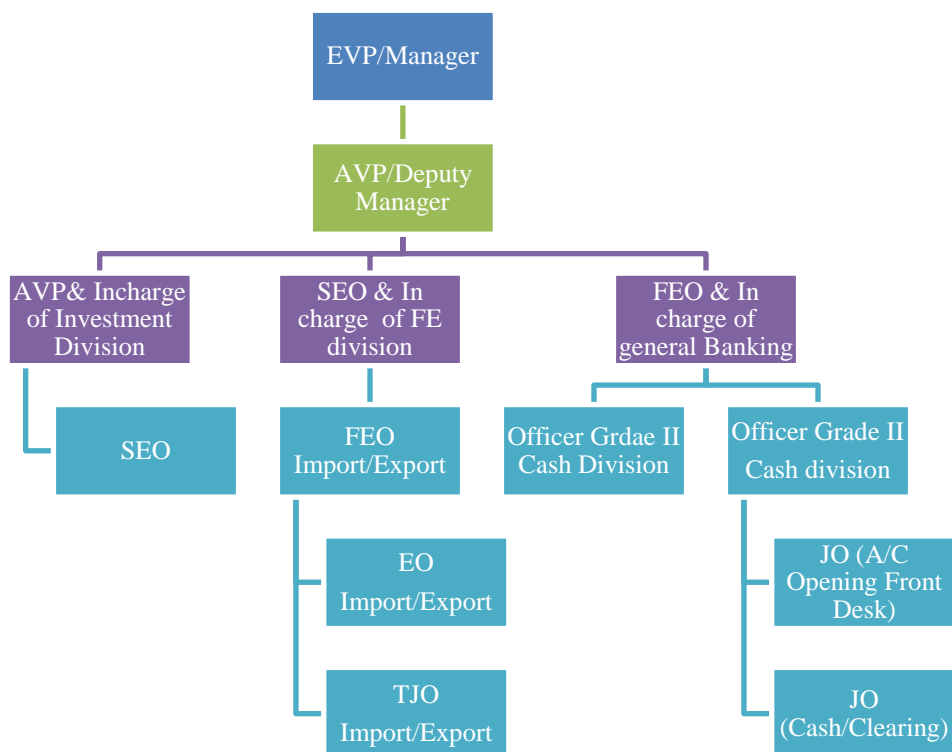 EVP/Manager
AVP/Deputy
Manager
AVP& Incharge
of Investment
Division
SEO & In
charge of FE
division
FEO & In
charge of
general Banking
SEO
FEO
Import/Export
Officer Grdae II
Cash Division
Officer Grade II
Cash division
EO
Import/Export
JO (A/C
Opening Front
Desk)
TJO
Import/Export
JO
(Cash/Clearing)